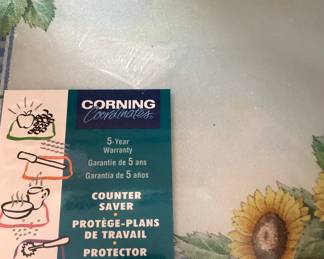 CORNING
Coordinates
5-Year
Warranty
Garantie de 5 ans
Garantía de 5 años
COUNTER
SAVER
•
PROTÈGE-PLANS
DE TRAVAIL
•
PROTECTOR